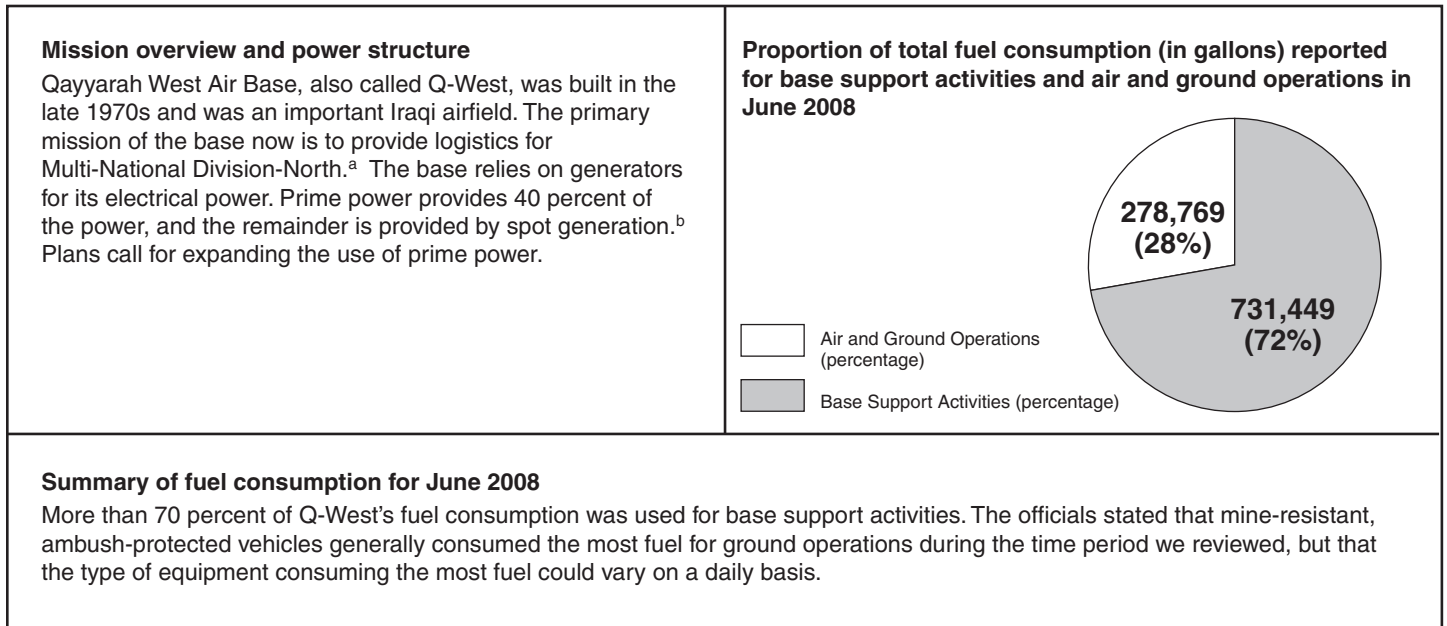 Mission overview and power structure
Qayyarah West Air Base, also called Q-West, was built in the
late 1970s and was an important Iraqi airfield. The primary
mission of the base now is to provide logistics for
Multi-National Division-North.a The base relies on generators
for its electrical power. Prime power provides 40 percent of
the power, and the remainder is provided by spot generation.b
Plans call for expanding the use of prime power.
Proportion of total fuel consumption (in gallons) reported
for base support activities and air and ground operations in
June 2008
278,769
(28%)
731,449
(72%)
Air and Ground Operations
(percentage)
Base Support Activities (percentage)
Summary of fuel consumption for June 2008
More than 70 percent of Q-West’s fuel consumption was used for base support activities. The officials stated that mine-resistant,
ambush-protected vehicles generally consumed the most fuel for ground operations during the time period we reviewed, but that
the type of equipment consuming the most fuel could vary on a daily basis.